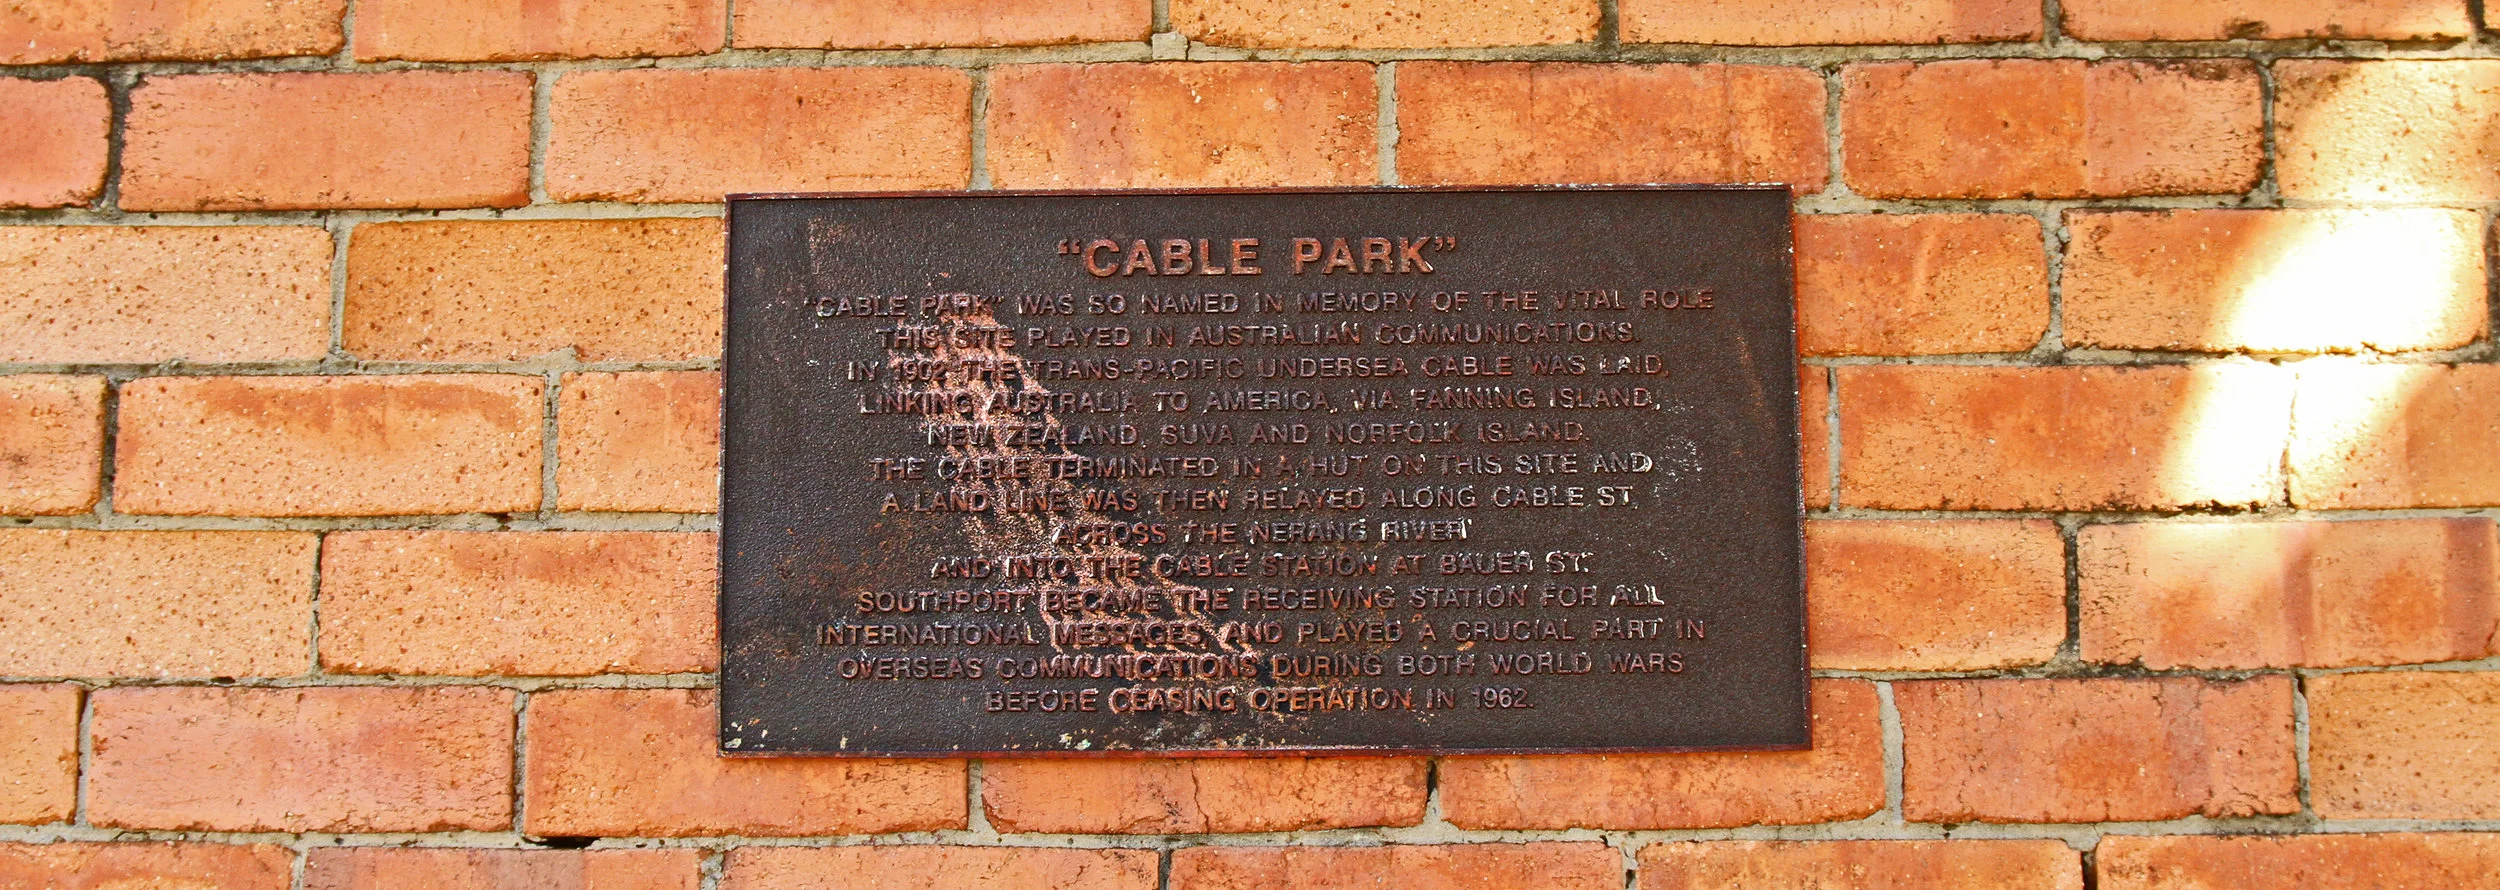 "CABLE PARK"
"CABLE PARK" WAS SO NAMED IN MEMORY OF THE VITAL ROLE
THIS SITE PLAYED IN AUSTRALIAN COMMUNICATIONS.
IN 1902 THE TRANS-PACIFIC UNDERSEA CABLE WAS LAID,
LINKING AUSTRALIA TO AMERICA, VIA FANNING ISLAND,
NEW ZEALAND, SUVA AND NORFOLK ISLAND.
THE CABLE TERMINATED IN A HUT ON THIS SITE AND
A LAND LINE WAS THEN RELAYED ALONG CABLE ST,
ACROSS THE NERANG RIVER
AND INTO THE CABLE STATION AT BAUER ST.
SOUTHPORT BECAME THE RECEIVING STATION FOR ALL
INTERNATIONAL MESSAGES, AND PLAYED A CRUCIAL PART IN
OVERSEAS COMMUNICATIONS DURING BOTH WORLD WARS
BEFORE CEASING OPERATION IN 1962.